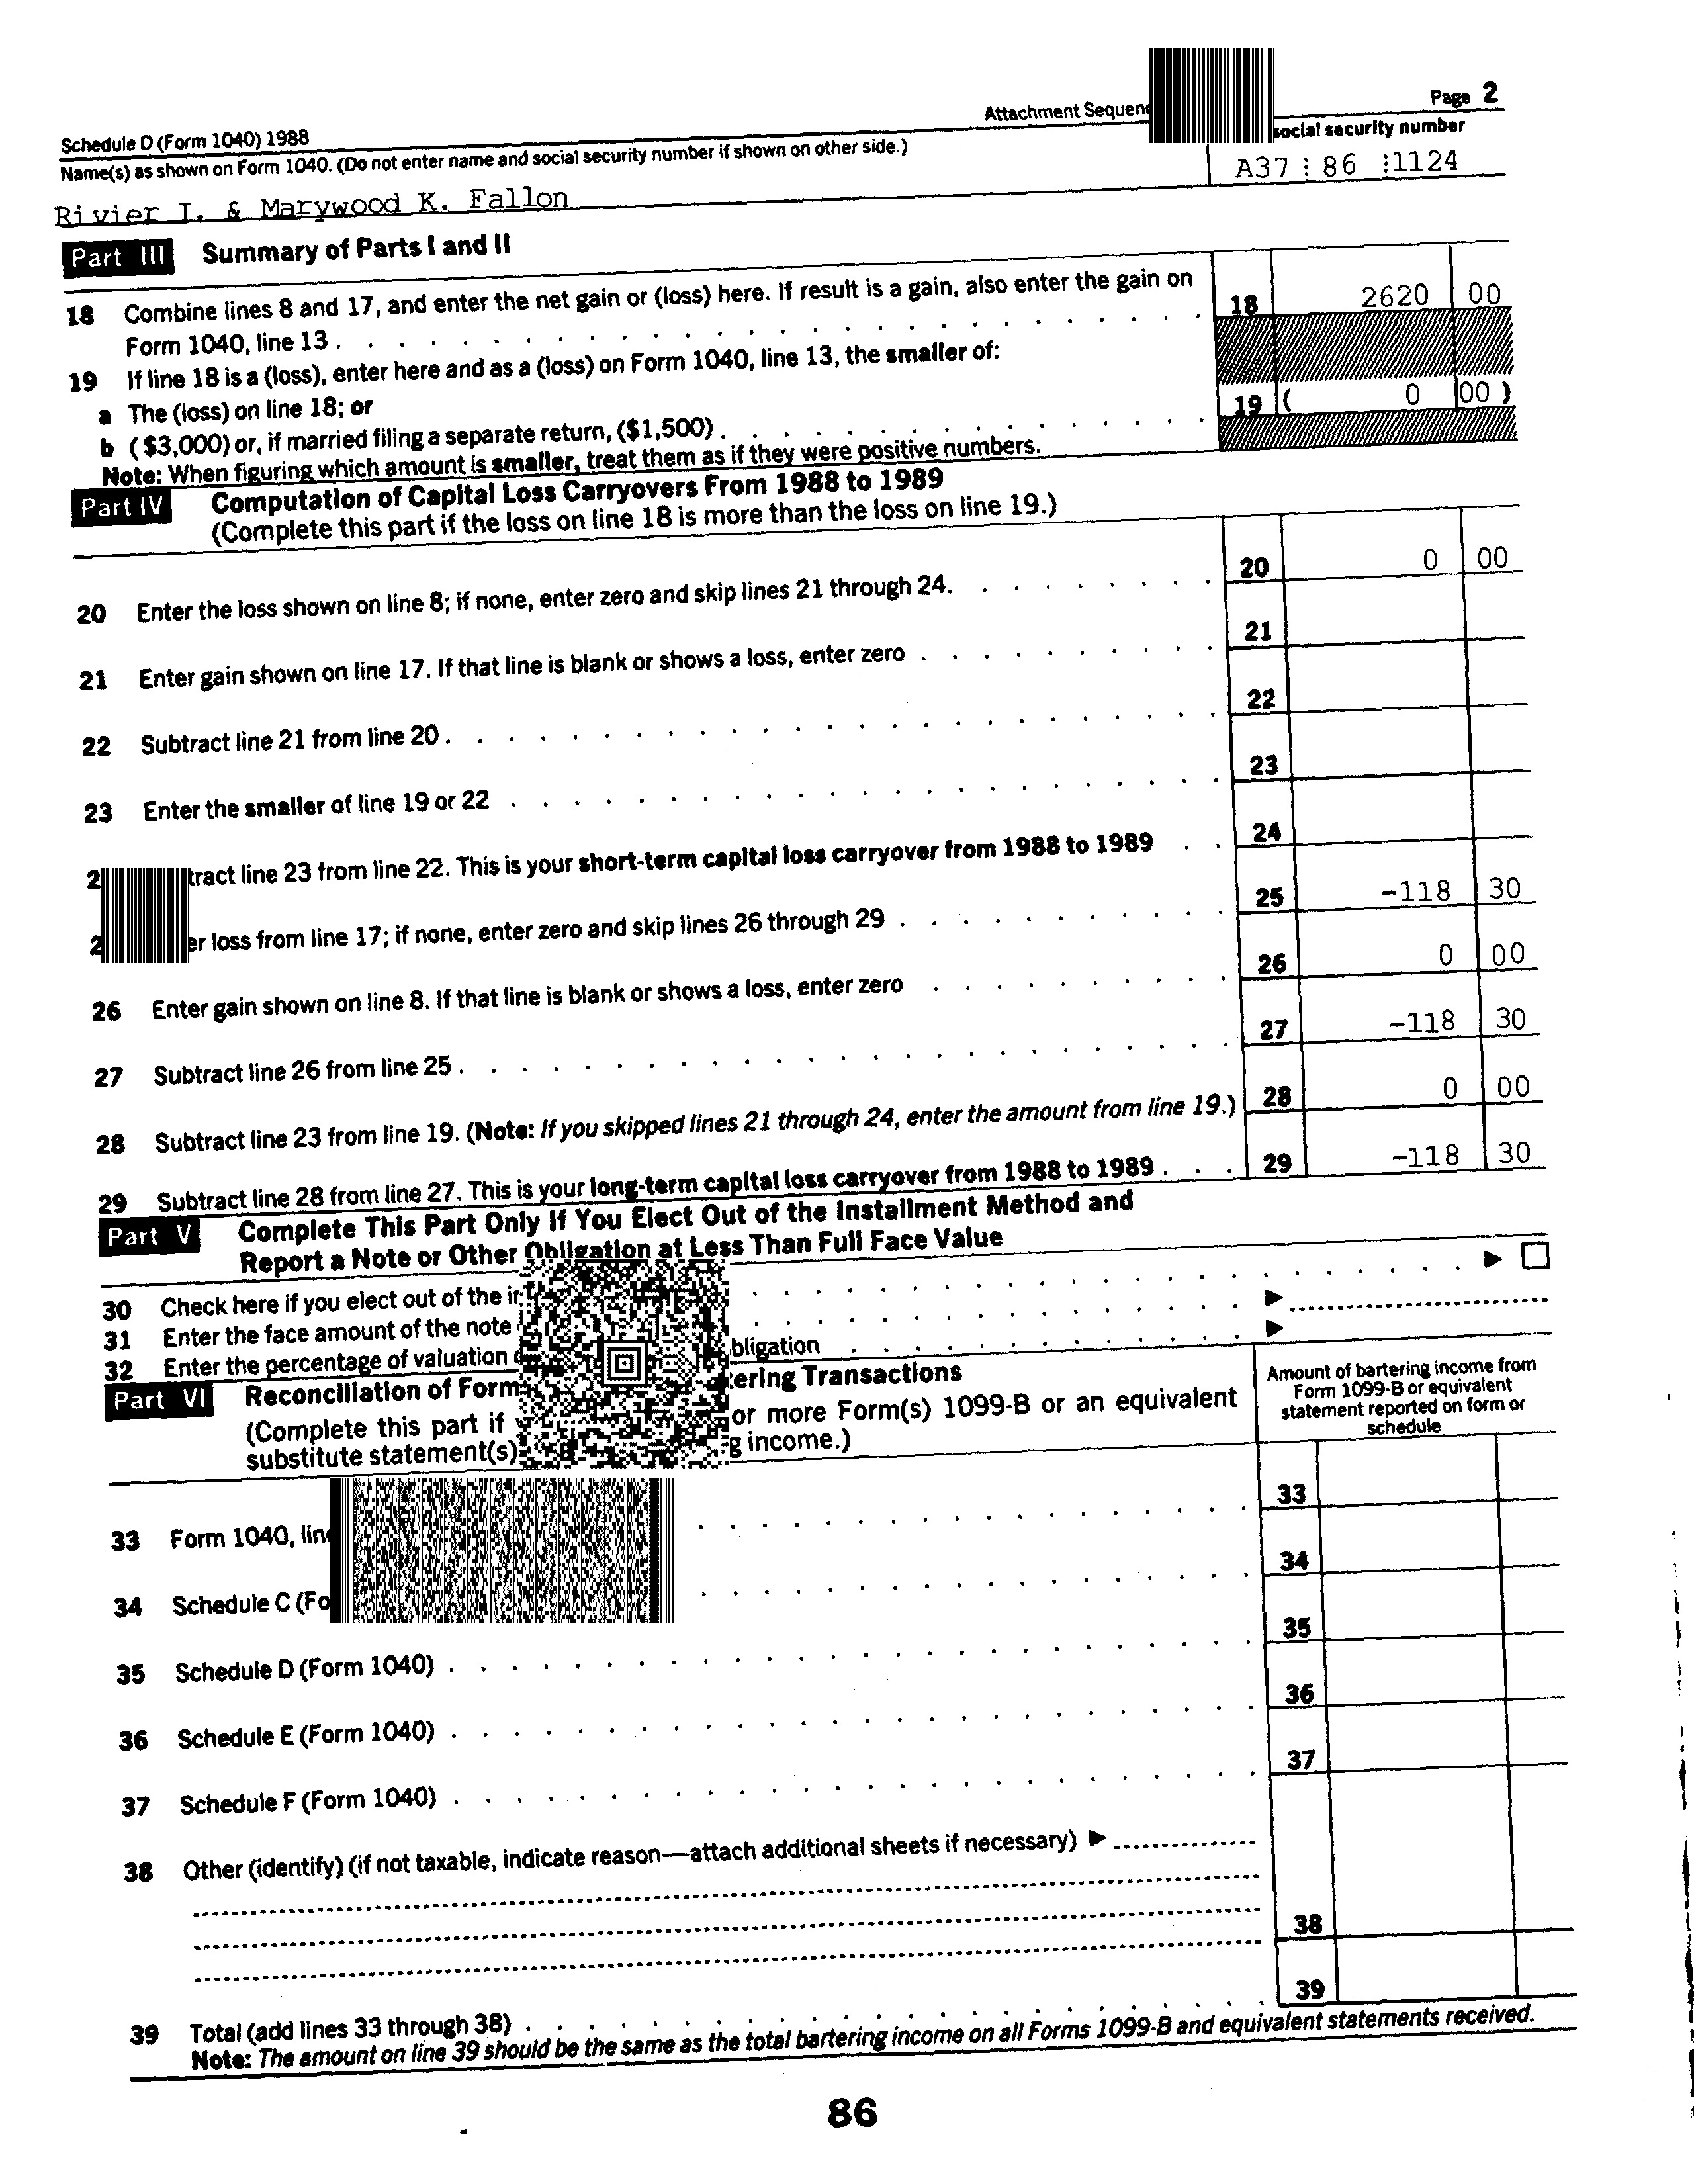 Schedule D (Form 1040) 1988 Attachment Page 2
Name(s) as shown on Form 1040. (Do not enter name and social security number if shown on other side.) social security number
Rivier I. & Marywood K. Fallon A37 86 1124
Part III Summary of Parts I and II
18 Combine lines 8 and 17, and enter the net gain or (loss) here. If result is a gain, also enter the gain on
Form 1040, line 13 . . . 18 2620 00
19 If line 18 is a (loss), enter here and as a (loss) on Form 1040, line 13, the smaller of:
a The (loss) on line 18; or
b ($3,000) or, if married filing a separate return, ($1,500) . . . 19 ( 0 00 )
Note: When figuring which amount is smaller, treat them as if they were positive numbers.
Part IV Computation of Capital Loss Carryovers From 1988 to 1989
(Complete this part if the loss on line 18 is more than the loss on line 19.)
20 Enter the loss shown on line 8; if none, enter zero and skip lines 21 through 24. . . . 20 0 00
21 Enter gain shown on line 17. If that line is blank or shows a loss, enter zero . . . 21
22 Subtract line 21 from line 20 . . . 22
23 Enter the smaller of line 19 or 22 . . . 23
line 23 from line 22. This is your short-term capital loss carryover from 1988 to 1989 . . 24
loss from line 17; if none, enter zero and skip lines 26 through 29 . . . 25 -118 30
26 Enter gain shown on line 8. If that line is blank or shows a loss, enter zero . . . 26 0 00
27 Subtract line 26 from line 25 . . . 27 -118 30
28 Subtract line 23 from line 19. (Note: If you skipped lines 21 through 24, enter the amount from line 19.) 28 0 00
29 Subtract line 28 from line 27. This is your long-term capital loss carryover from 1988 to 1989 . . . 29 -118 30
Part V Complete This Part Only If You Elect Out of the Installment Method and
Report a Note or Other Obligation at Less Than Full Face Value
30 Check here if you elect out of the
31 Enter the face amount of the note
32 Enter the percentage of valuation
Part VI Reconciliation of Transactions
(Complete this part if or more Form(s) 1099-B or an equivalent
substitute statement(s) income.)
Amount of bartering income from
Form 1099-B or equivalent
statement reported on form or
schedule
33 Form 1040, 33
34 Schedule C 34
35 Schedule D (Form 1040) . . . 35
36 Schedule E (Form 1040) . . . 36
37 Schedule F (Form 1040) . . . 37
38 Other (identify) (if not taxable, indicate reason—attach additional sheets if necessary) ▶ 38
39 Total (add lines 33 through 38) . . . 39
Note: The amount on line 39 should be the same as the total bartering income on all Forms 1099-B and equivalent statements received.
86